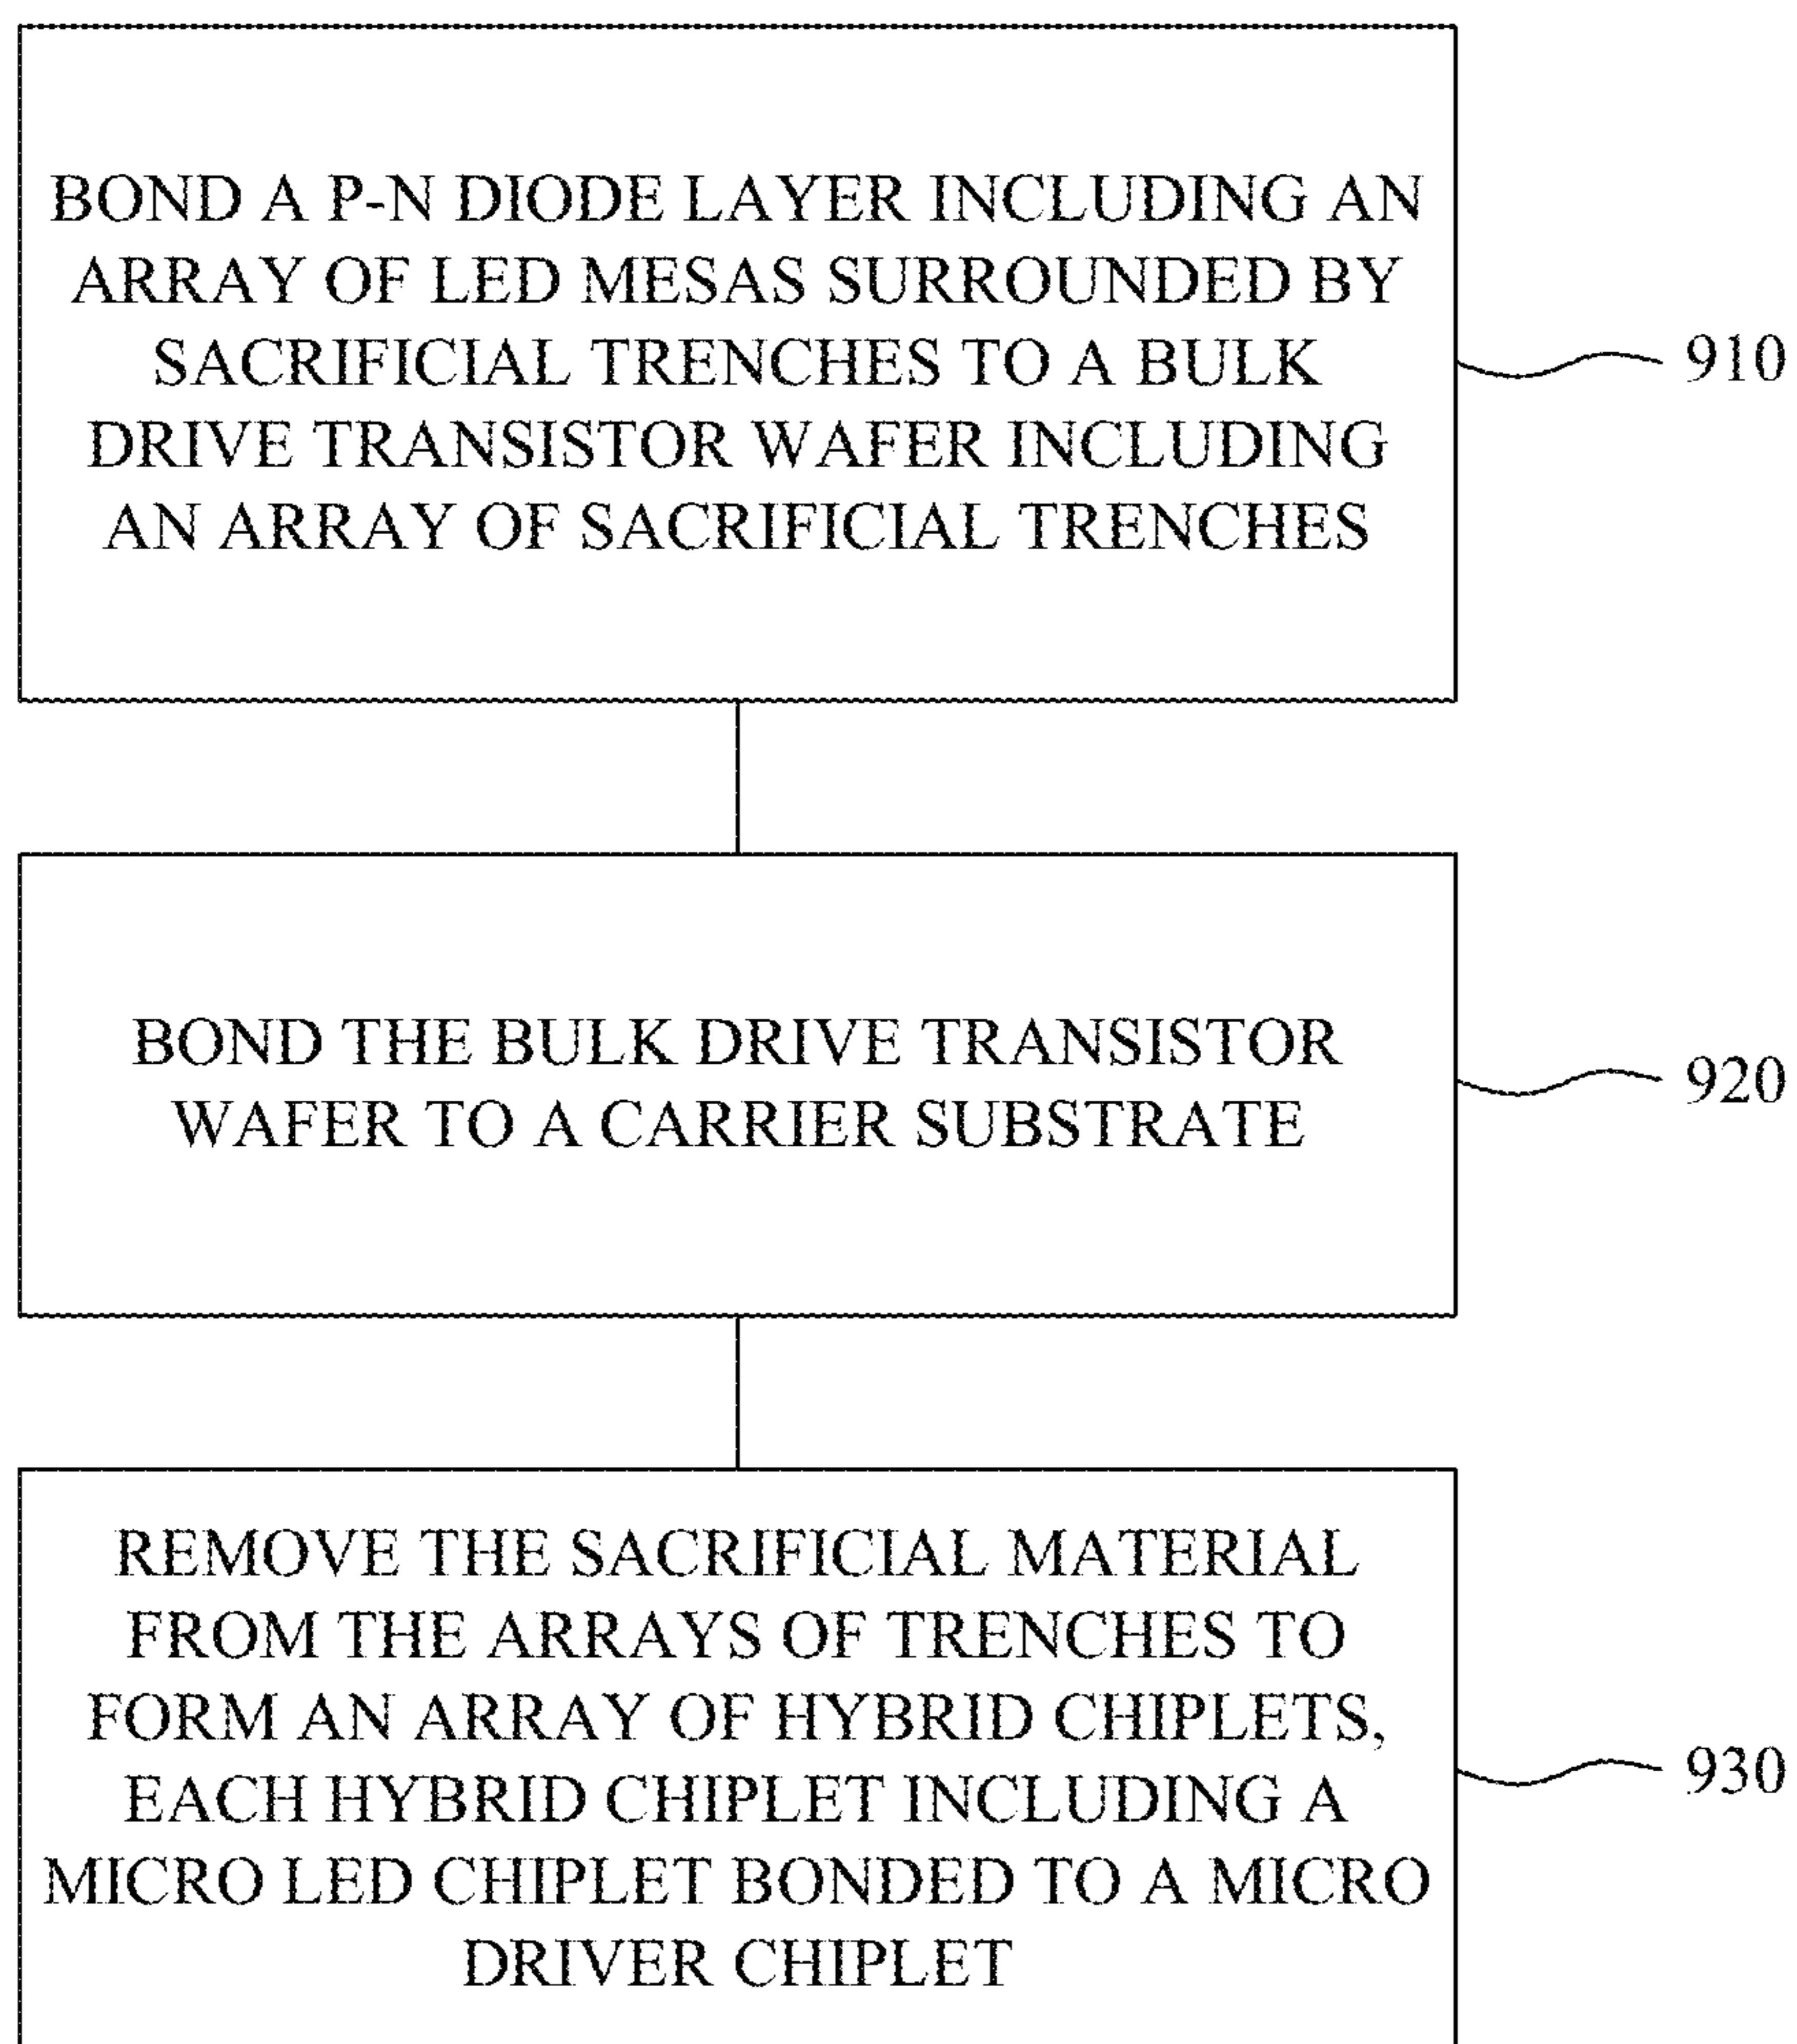 BOND A P-N DIODE LAYER INCLUDING AN
ARRAY OF LED MESAS SURROUNDED BY
SACRIFICIAL TRENCHES TO A BULK
DRIVE TRANSISTOR WAFER INCLUDING
AN ARRAY OF SACRIFICIAL TRENCHES
910
BOND THE BULK DRIVE TRANSISTOR
WAFER TO A CARRIER SUBSTRATE
920
REMOVE THE SACRIFICIAL MATERIAL
FROM THE ARRAYS OF TRENCHES TO
FORM AN ARRAY OF HYBRID CHIPLETS,
EACH HYBRID CHIPLET INCLUDING A
MICRO LED CHIPLET BONDED TO A MICRO
DRIVER CHIPLET
930